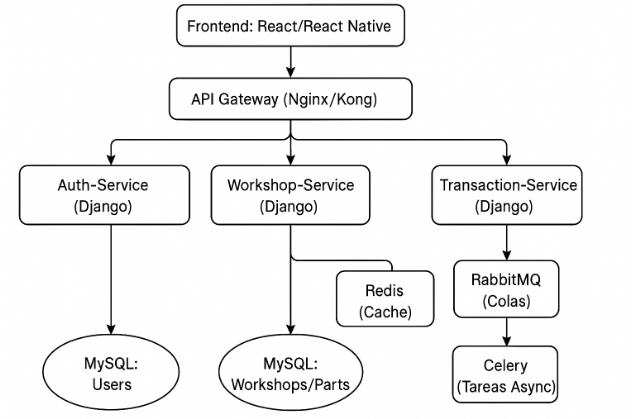 Frontend: React/React Native
API Gateway (Nginx/Kong)
Auth-Service
(Django)
Workshop-Service
(Django)
Transaction-Service
(Django)
Redis
(Cache)
RabbitMQ
(Colas)
MySQL:
Users
MySQL:
Workshops/Parts
Celery
(Tareas Async)